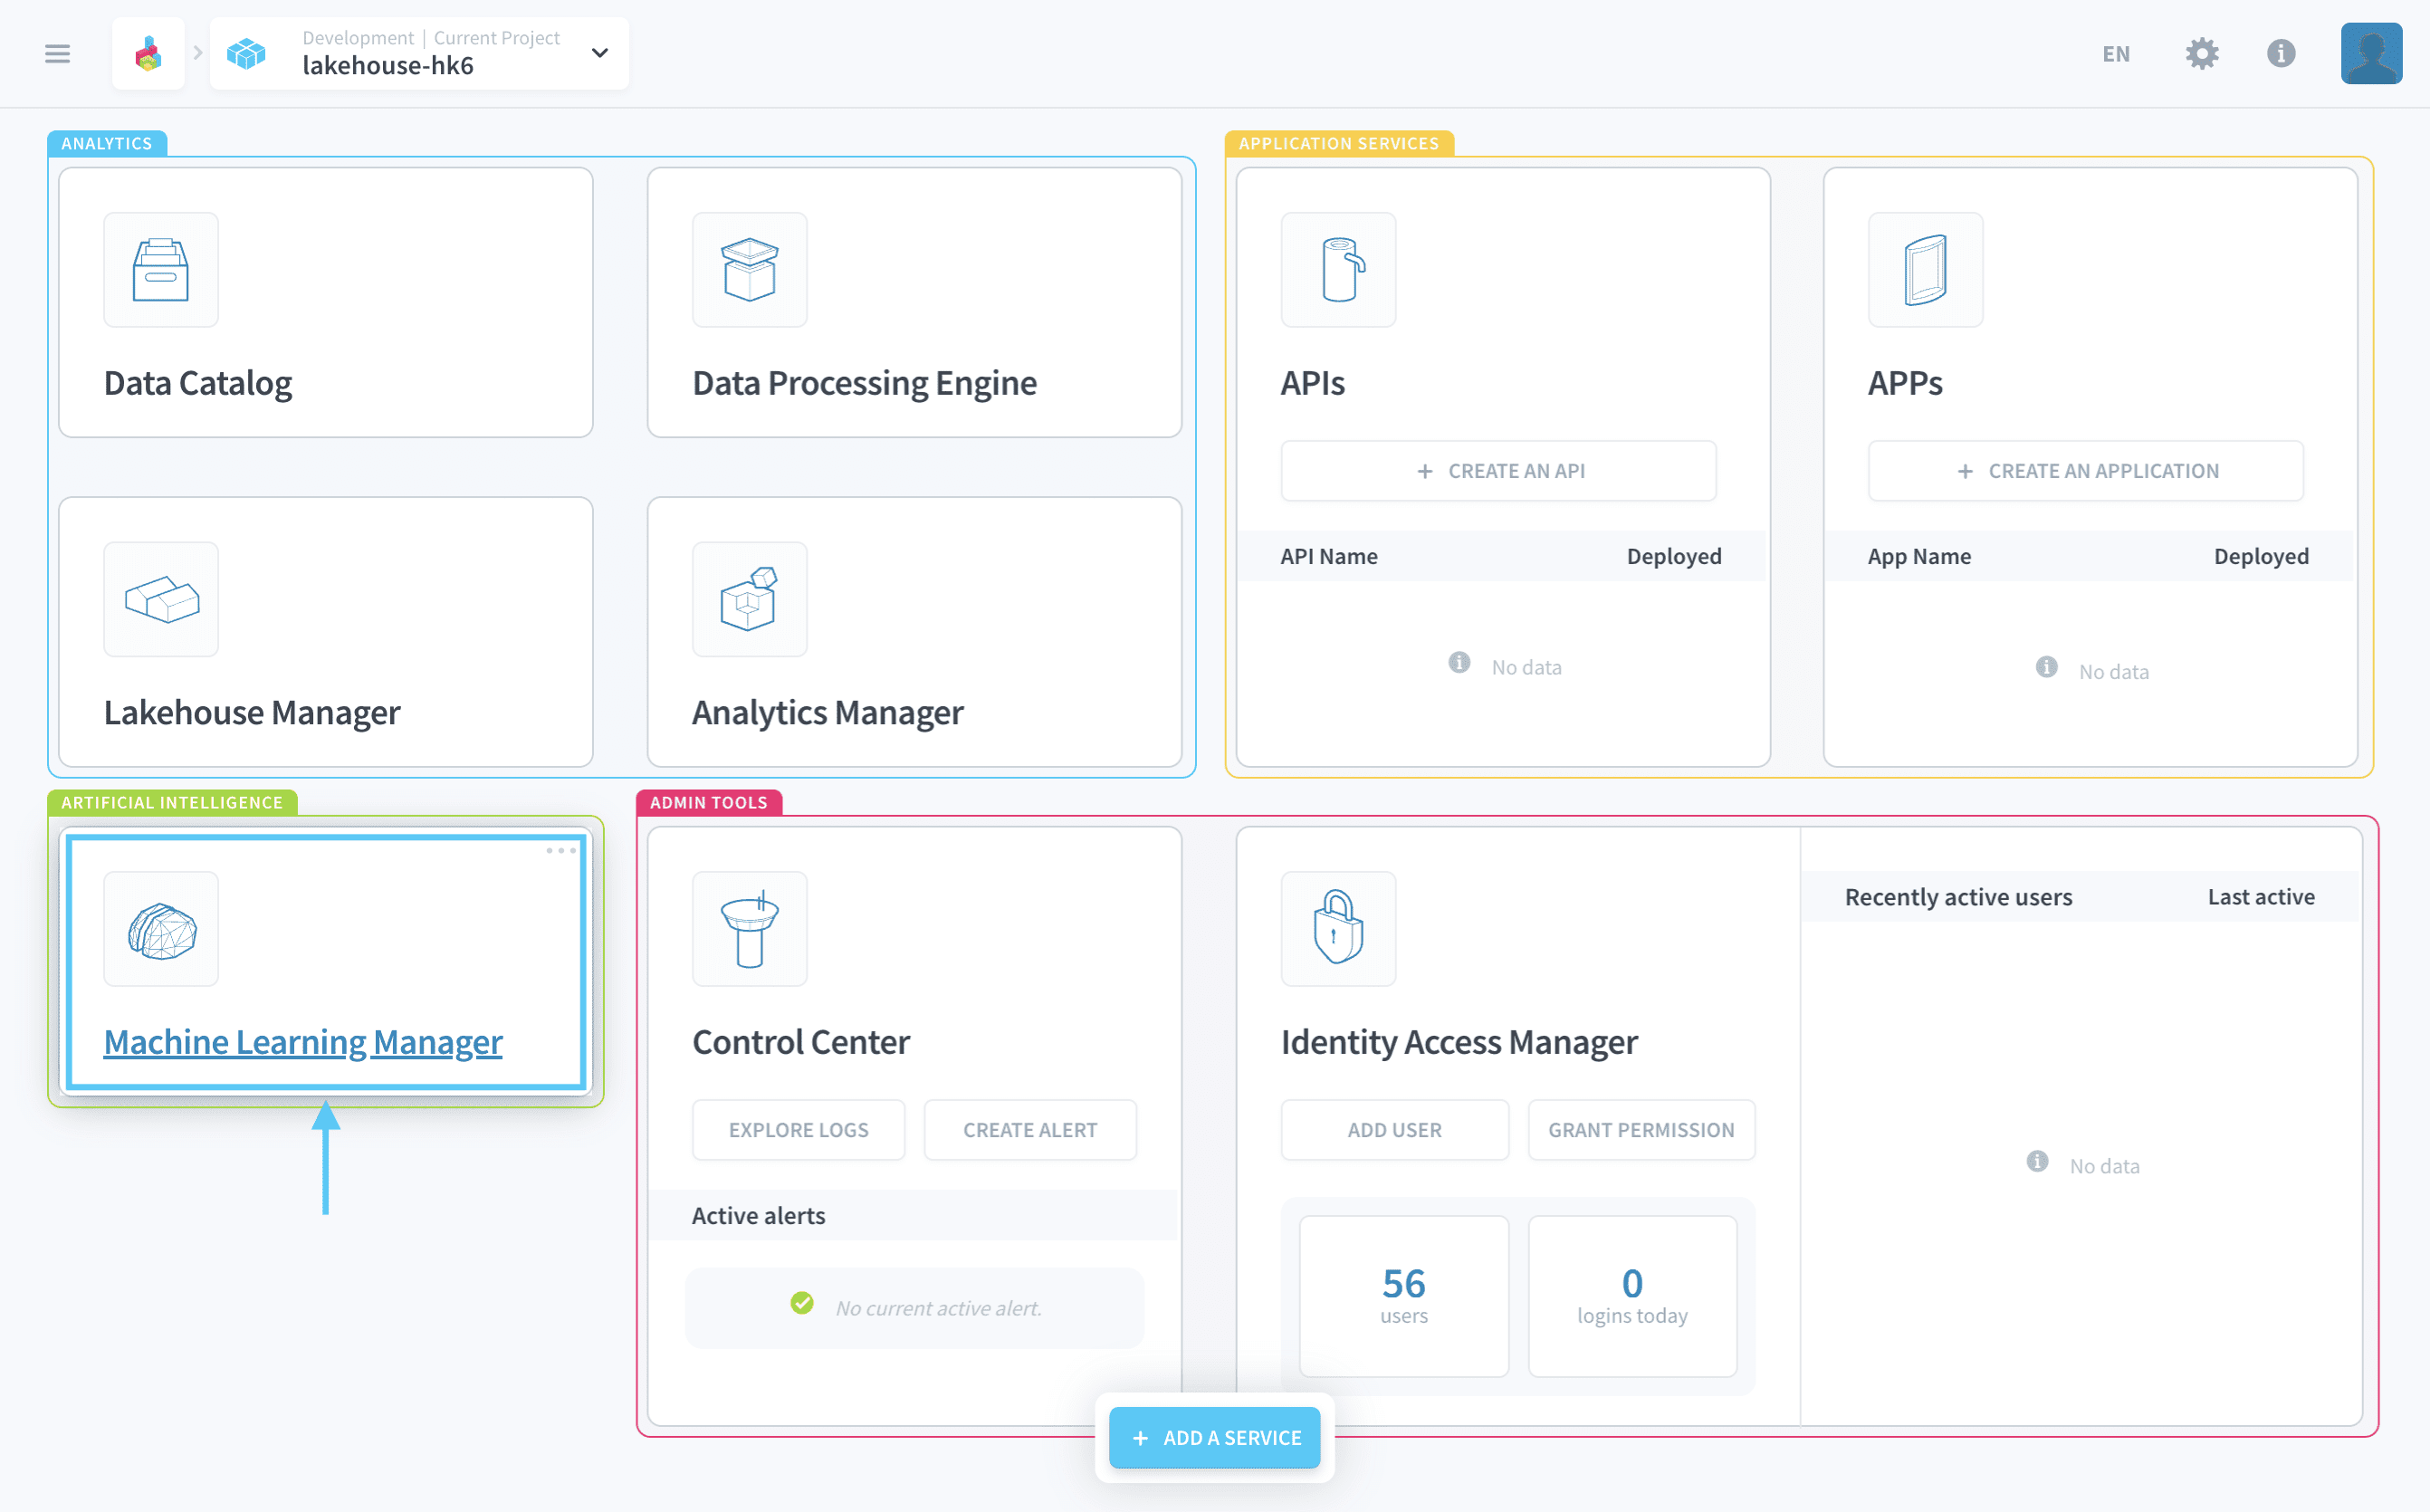 Development | Current Project
lakehouse-hk6
EN
ANALYTICS
Data Catalog
Data Processing Engine
Lakehouse Manager
Analytics Manager
APPLICATION SERVICES
APIs
+ CREATE AN API
API Name Deployed
No data
APPs
+ CREATE AN APPLICATION
App Name Deployed
No data
ARTIFICIAL INTELLIGENCE
Machine Learning Manager
ADMIN TOOLS
Control Center
EXPLORE LOGS
CREATE ALERT
Active alerts
No current active alert.
Identity Access Manager
ADD USER
GRANT PERMISSION
56
users
0
logins today
Recently active users Last active
No data
+ ADD A SERVICE